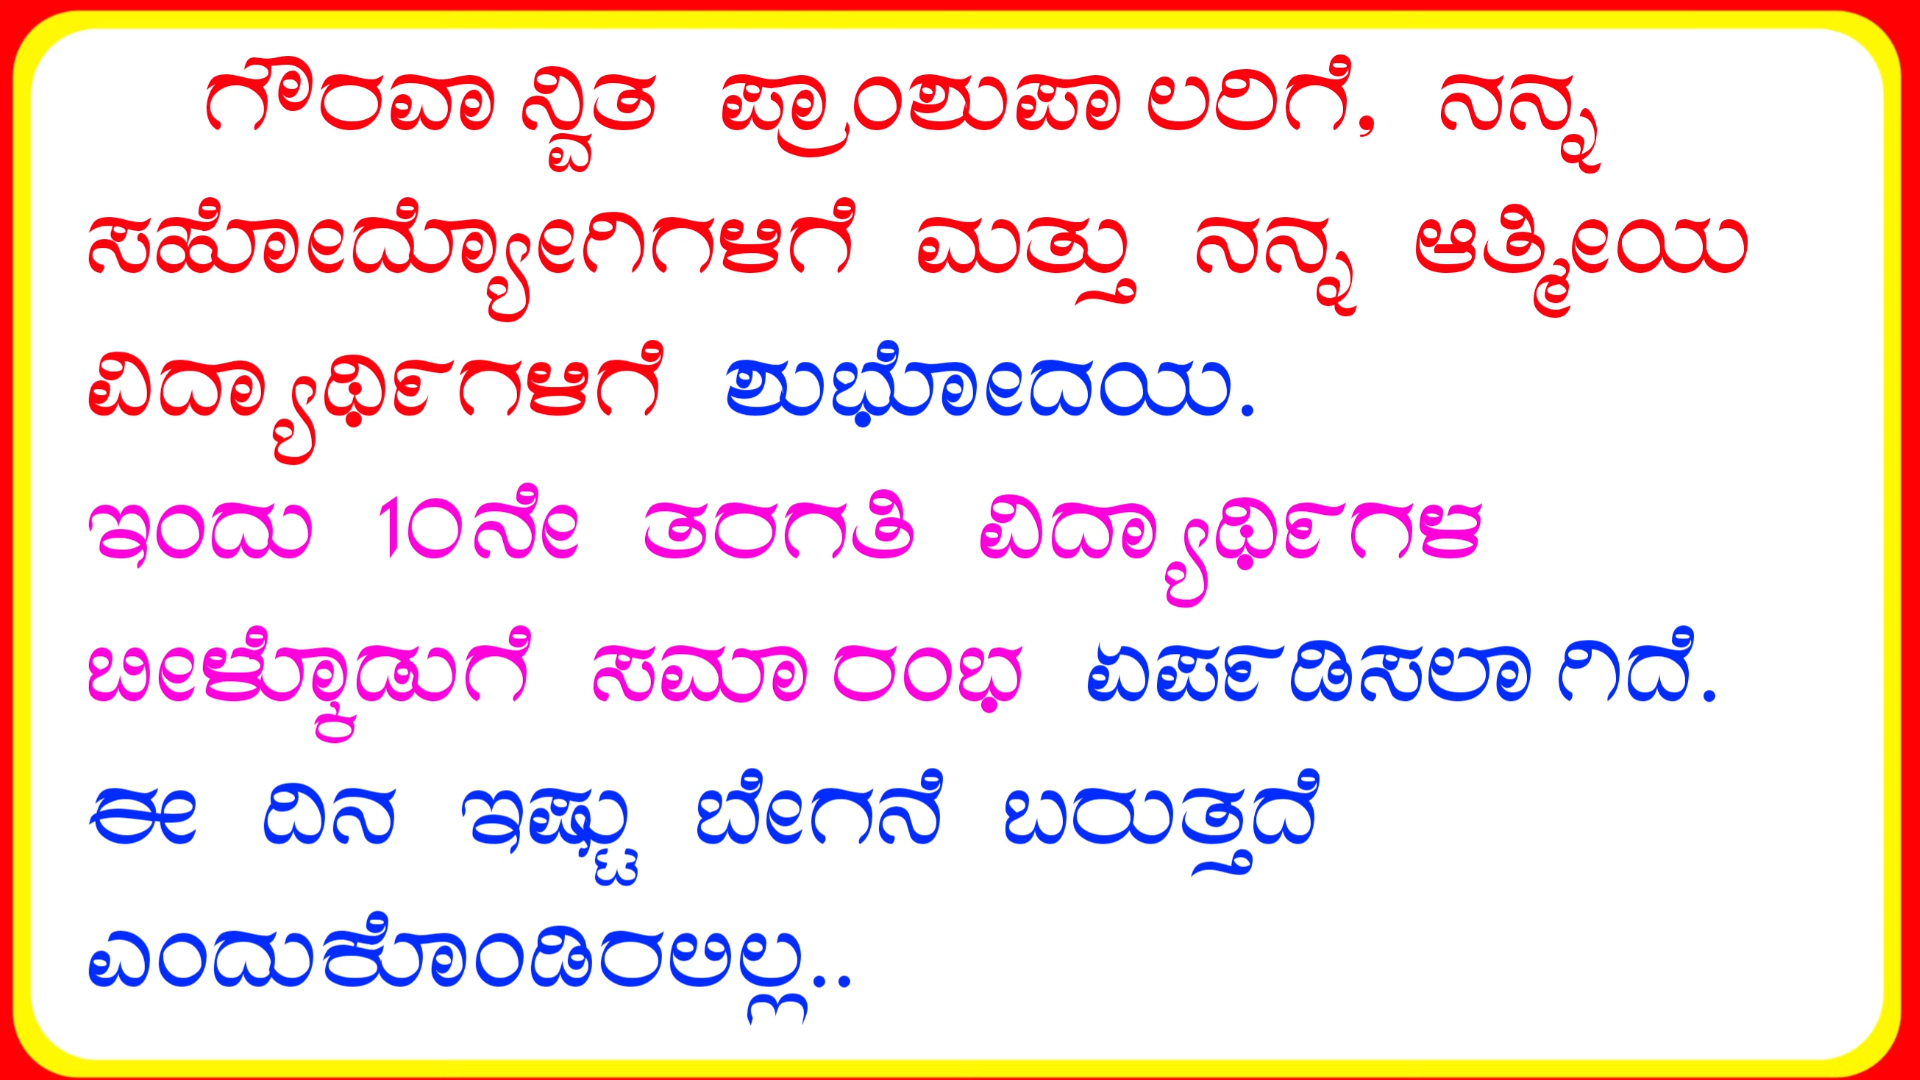 ಗೌರವಾನ್ವಿತ ಪ್ರಾಂಶುಪಾಲರಿಗೆ, ನನ್ನ
ಸಹೋದ್ಯೋಗಿಗಳಿಗೆ ಮತ್ತು ನನ್ನ ಆತ್ಮೀಯ
ವಿದ್ಯಾರ್ಥಿಗಳಿಗೆ ಶುಭೋದಯ.
ಇಂದು 10ನೇ ತರಗತಿ ವಿದ್ಯಾರ್ಥಿಗಳ
ಬೀಳ್ಕೊಡುಗೆ ಸಮಾರಂಭ ಏರ್ಪಡಿಸಲಾಗಿದೆ.
ಈ ದಿನ ಇಷ್ಟು ಬೇಗನೆ ಬರುತ್ತದೆ
ಎಂದುಕೊಂಡಿರಲಿಲ್ಲ..